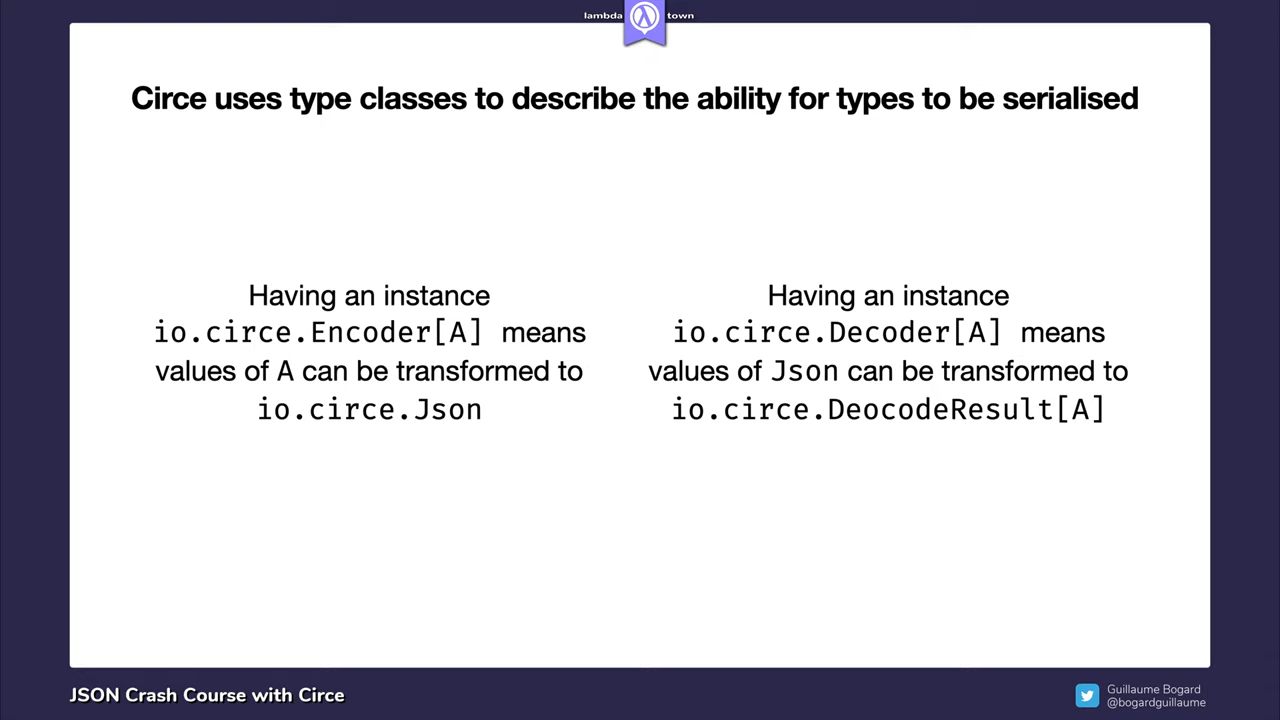 lambda town
Circe uses type classes to describe the ability for types to be serialised
Having an instance
io.circe.Encoder[A] means
values of A can be transformed to
io.circe.Json
Having an instance
io.circe.Decoder[A] means
values of Json can be transformed to
io.circe.DeocodeResult[A]
JSON Crash Course with Circe
Guillaume Bogard
@bogardguillaume